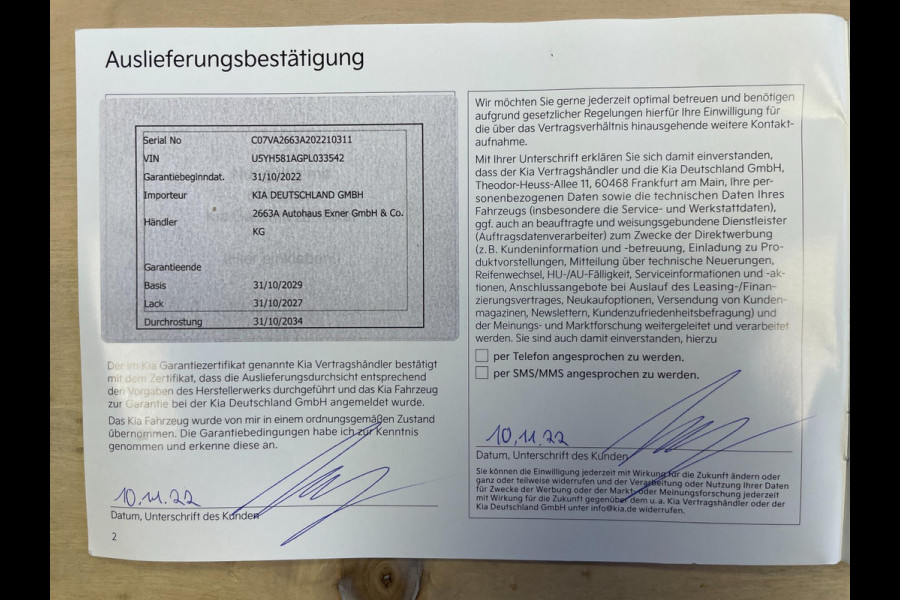 Auslieferungsbestätigung
Serial No C07VA2663A202210311
VIN U5YH581AGPL033542
Garantiebeginndat. 31/10/2022
Importeur KIA DEUTSCHLAND GMBH
Händler 2663A Autohaus Exner GmbH & Co.
KG
Garantieende
Basis 31/10/2029
Lack 31/10/2027
Durchrostung 31/10/2034
Der im Kia Garantiezertifikat genannte Kia Vertragshändler bestätigt
mit dem Zertifikat, dass die Auslieferungsdurchsicht entsprechend
den Vorgaben des Herstellerwerks durchgeführt und das Kia Fahrzeug
zur Garantie bei der Kia Deutschland GmbH angemeldet wurde.
Das Kia Fahrzeug wurde von mir in einem ordnungsgemäßen Zustand
übernommen. Die Garantiebedingungen habe ich zur Kenntnis
genommen und erkenne diese an.
10.11.22
Datum, Unterschrift des Kunden
2
Wir möchten Sie gerne jederzeit optimal betreuen und benötigen
aufgrund gesetzlicher Regelungen hierfür Ihre Einwilligung für
die über das Vertragsverhältnis hinausgehende weitere Kontakt-
aufnahme.
Mit Ihrer Unterschrift erklären Sie sich damit einverstanden,
dass der Kia Vertragshändler und die Kia Deutschland GmbH,
Theodor-Heuss-Allee 11, 60468 Frankfurt am Main, Ihre per-
sonenbezogenen Daten sowie die technischen Daten Ihres
Fahrzeugs (insbesondere die Service- und Werkstattdaten),
ggf. auch an beauftragte und weisungsgebundene Dienstleister
(Auftragsdatenverarbeiter) zum Zwecke der Direktwerbung
(z. B. Kundeninformation und -betreuung, Einladung zu Pro-
duktvorstellungen, Mitteilung über technische Neuerungen,
Reifenwechsel, HU-/AU-Fälligkeit, Serviceinformationen und -ak-
tionen, Anschlussangebote bei Auslauf des Leasing-/Finan-
zierungsvertrages, Neukaufoptionen, Versendung von Kunden-
magazinen, Newslettern, Kundenzufriedenheitsbefragung) und
der Meinungs- und Marktforschung weitergeleitet und verarbeitet
werden. Sie sind auch damit einverstanden, hierzu
per Telefon angesprochen zu werden.
per SMS/MMS angesprochen zu werden.
10.11.22
Datum, Unterschrift des Kunden
Sie können die Einwilligung jederzeit mit Wirkung für die Zukunft ändern oder
ganz oder teilweise widerrufen und der Verarbeitung oder Nutzung Ihrer Daten
für Zwecke der Werbung oder der Markt- oder Meinungsforschung jederzeit
mit Wirkung für die Zukunft gegenüber dem u. a. Kia Vertragshändler oder der
Kia Deutschland GmbH unter info@kia.de widerrufen.